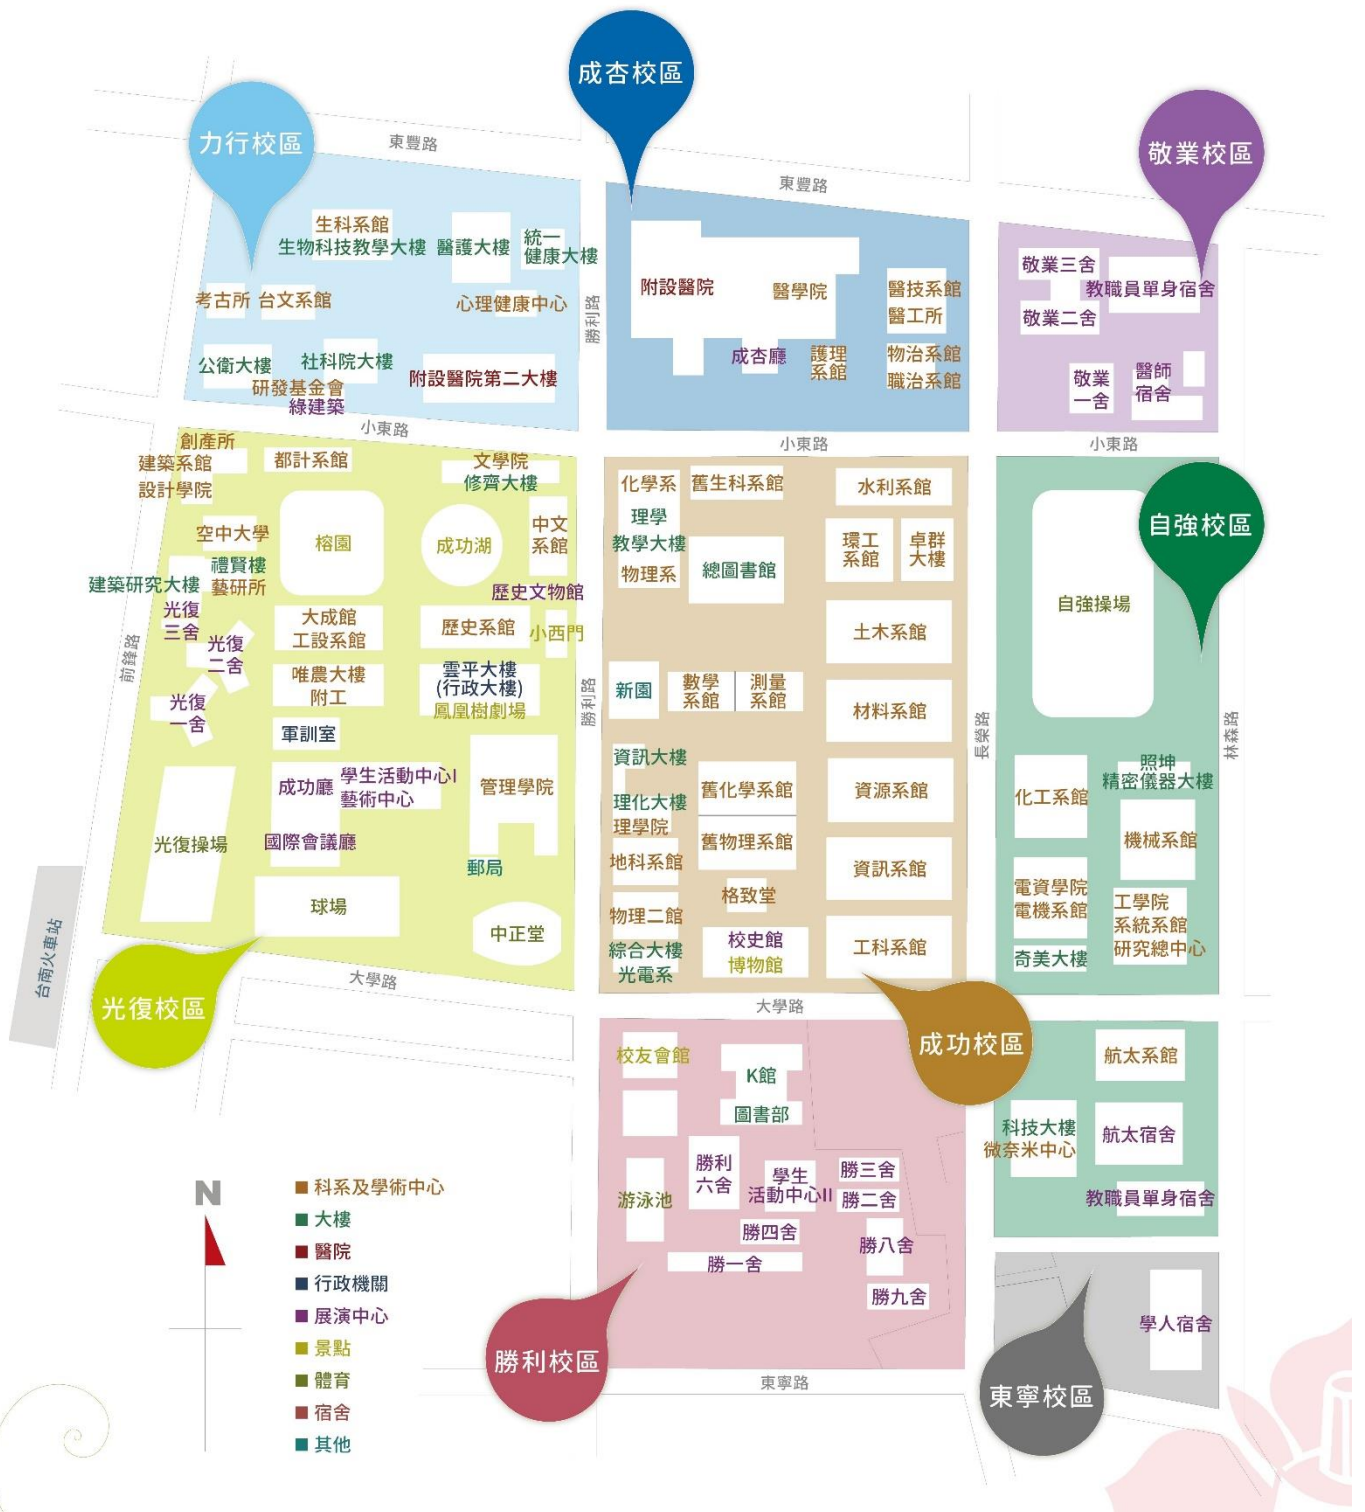 成杏校區
力行校區
敬業校區
東豐路
東豐路
生科系館
生物科技教學大樓
醫護大樓
統一
健康大樓
考古所
台文系館
心理健康中心
公衛大樓
社科院大樓
研發基金會
綠建築
附設醫院第二大樓
勝利路
附設醫院
醫學院
醫技系館
醫工所
成杏廳
護理
系館
物治系館
職治系館
敬業三舍
教職員單身宿舍
敬業二舍
敬業
一舍
醫師
宿舍
小東路
小東路
小東路
創產所
建築系館
設計學院
都計系館
文學院
修齊大樓
空中大學
榕園
成功湖
中文
系館
禮賢樓
藝研所
建築研究大樓
歷史文物館
光復
三舍
大成館
工設系館
歷史系館
小西門
光復
二舍
唯農大樓
附工
雲平大樓
(行政大樓)
鳳凰樹劇場
前鋒路
光復
一舍
軍訓室
成功廳
學生活動中心I
藝術中心
管理學院
國際會議廳
光復操場
郵局
球場
中正堂
台南火車站
光復校區
大學路
勝利路
化學系
舊生科系館
水利系館
理學
教學大樓
物理系
總圖書館
環工
系館
卓群
大樓
土木系館
新園
數學
系館
測量
系館
材料系館
資訊大樓
舊化學系館
資源系館
理化大樓
理學院
舊物理系館
地科系館
資訊系館
格致堂
物理二館
校史館
博物館
工科系館
綜合大樓
光電系
大學路
成功校區
長榮路
自強校區
自強操場
林森路
照坤
精密儀器大樓
化工系館
機械系館
電資學院
電機系館
工學院
系統系館
研究總中心
奇美大樓
航太系館
科技大樓
微奈米中心
航太宿舍
教職員單身宿舍
校友會館
K館
圖書部
勝利
六舍
學生
活動中心II
勝三舍
勝二舍
游泳池
勝四舍
勝八舍
勝一舍
勝九舍
勝利校區
東寧路
學人宿舍
東寧校區
N
科系及學術中心
大樓
醫院
行政機關
展演中心
景點
體育
宿舍
其他